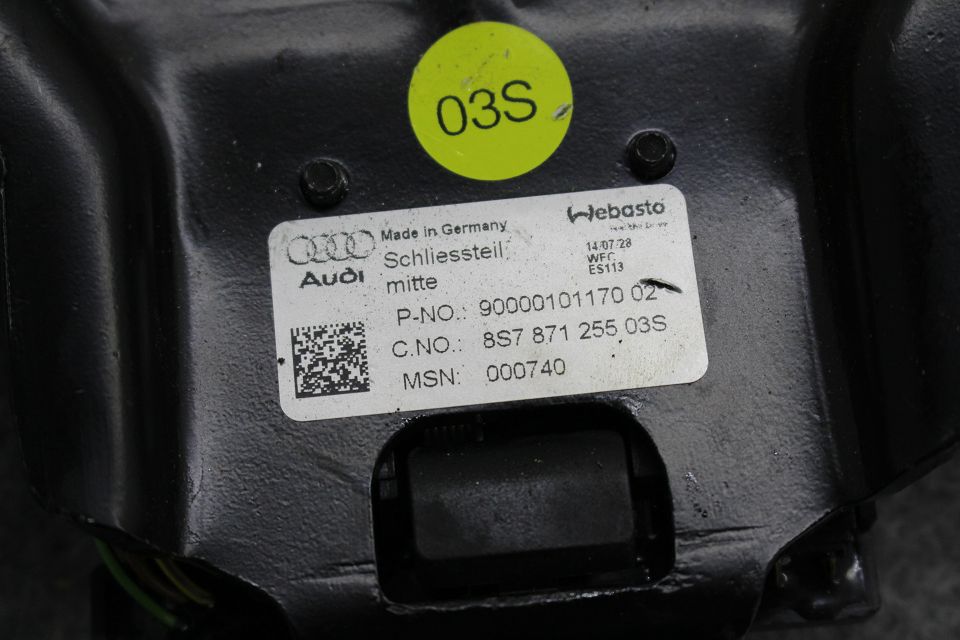 03S
Made in Germany
Webasto
Audi
Schliessteil
mitte
14/07/28
WFC
ES113
P-NO.: 90000101170 02
C.NO.: 8S7 871 255 03S
MSN: 000740